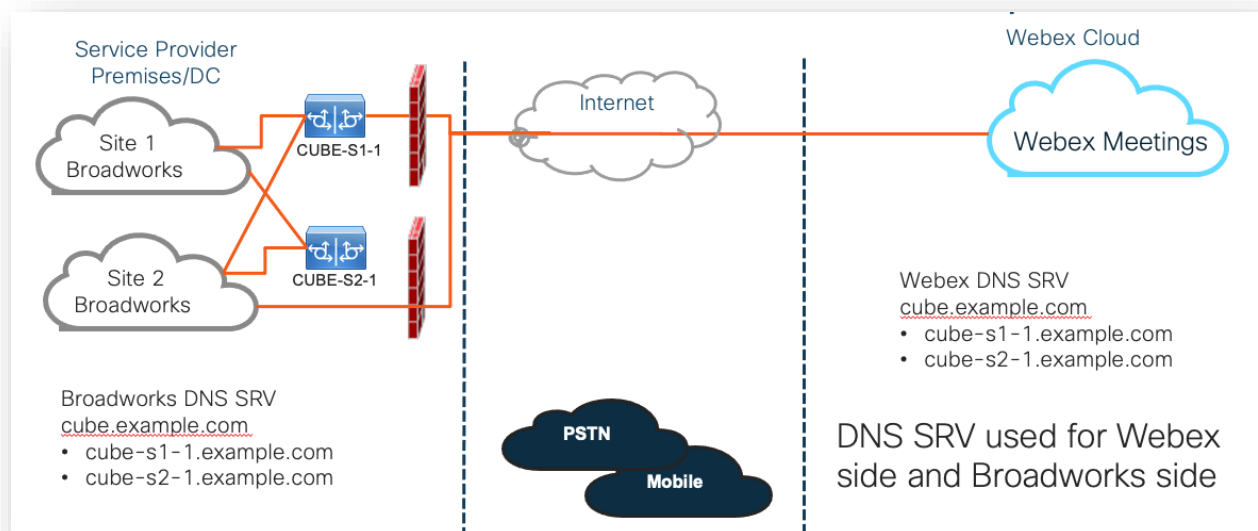 Service Provider
Premises/DC
Site 1
Broadworks
CUBE-S1-1
Site 2
Broadworks
CUBE-S2-1
Broadworks DNS SRV
cube.example.com
• cube-s1-1.example.com
• cube-s2-1.example.com
Internet
PSTN
Mobile
Webex Cloud
Webex Meetings
Webex DNS SRV
cube.example.com
• cube-s1-1.example.com
• cube-s2-1.example.com
DNS SRV used for Webex
side and Broadworks side